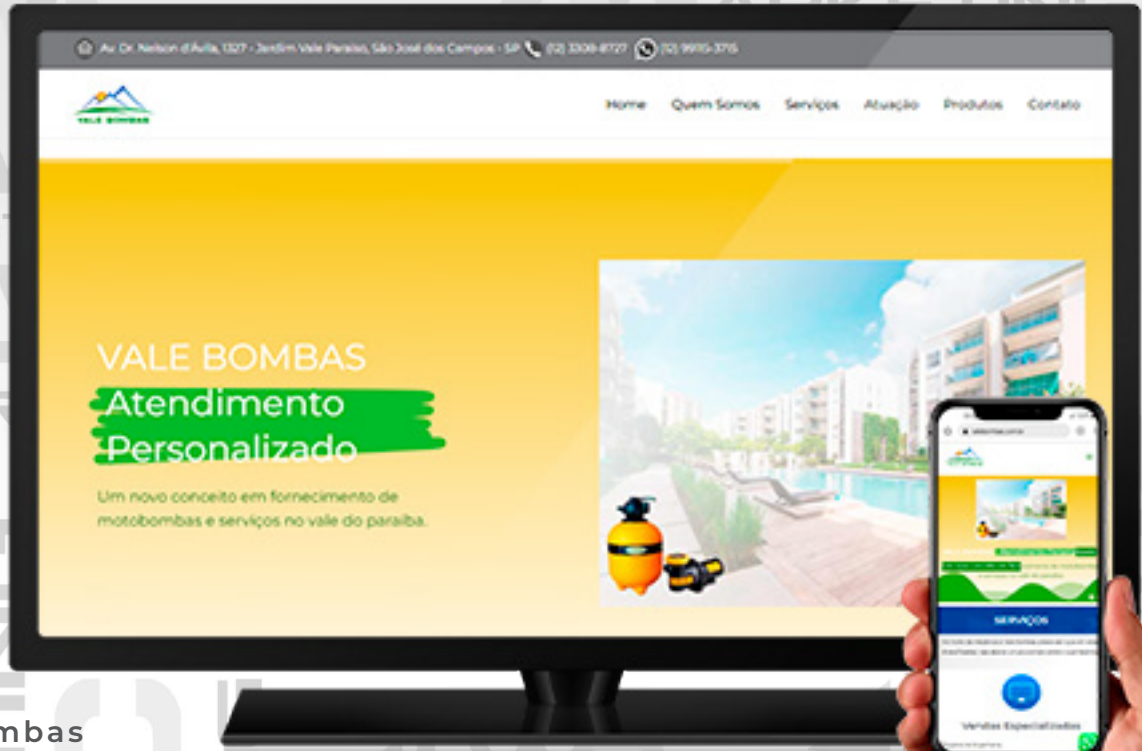 Av. Dr. Nelson d'Ávila, 1327 - Jardim Vale Paraíso, São José dos Campos - SP (12) 3308-8727 (12) 99115-3715
VALE BOMBAS
Home Quem Somos Serviços Atuação Produtos Contato
VALE BOMBAS
Atendimento
Personalizado
Um novo conceito em fornecimento de
motobombas e serviços no vale do paraíba.
SERVIÇOS
Vendas Especializadas
mbas